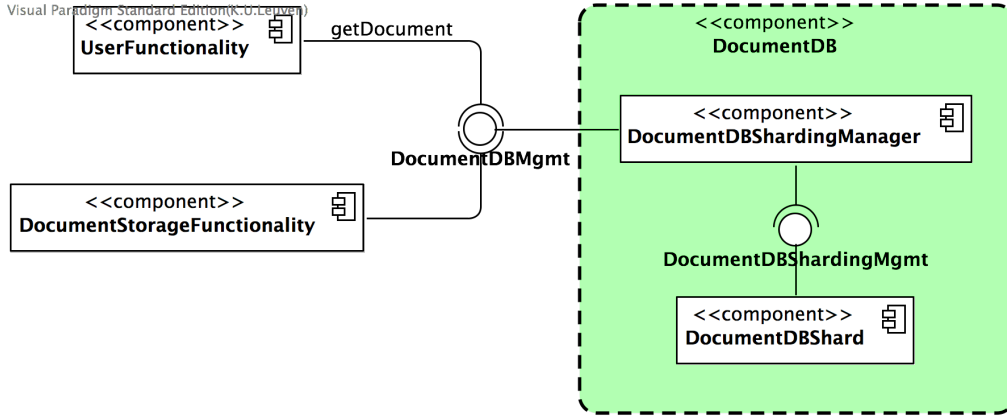 Visual Paradigm Standard Edition(K.U.Leuven)
<<component>>
UserFunctionality
getDocument
<<component>>
DocumentDB
<<component>>
DocumentDBShardingManager
DocumentDBMgmt
<<component>>
DocumentStorageFunctionality
DocumentDBShardingMgmt
<<component>>
DocumentDBShard